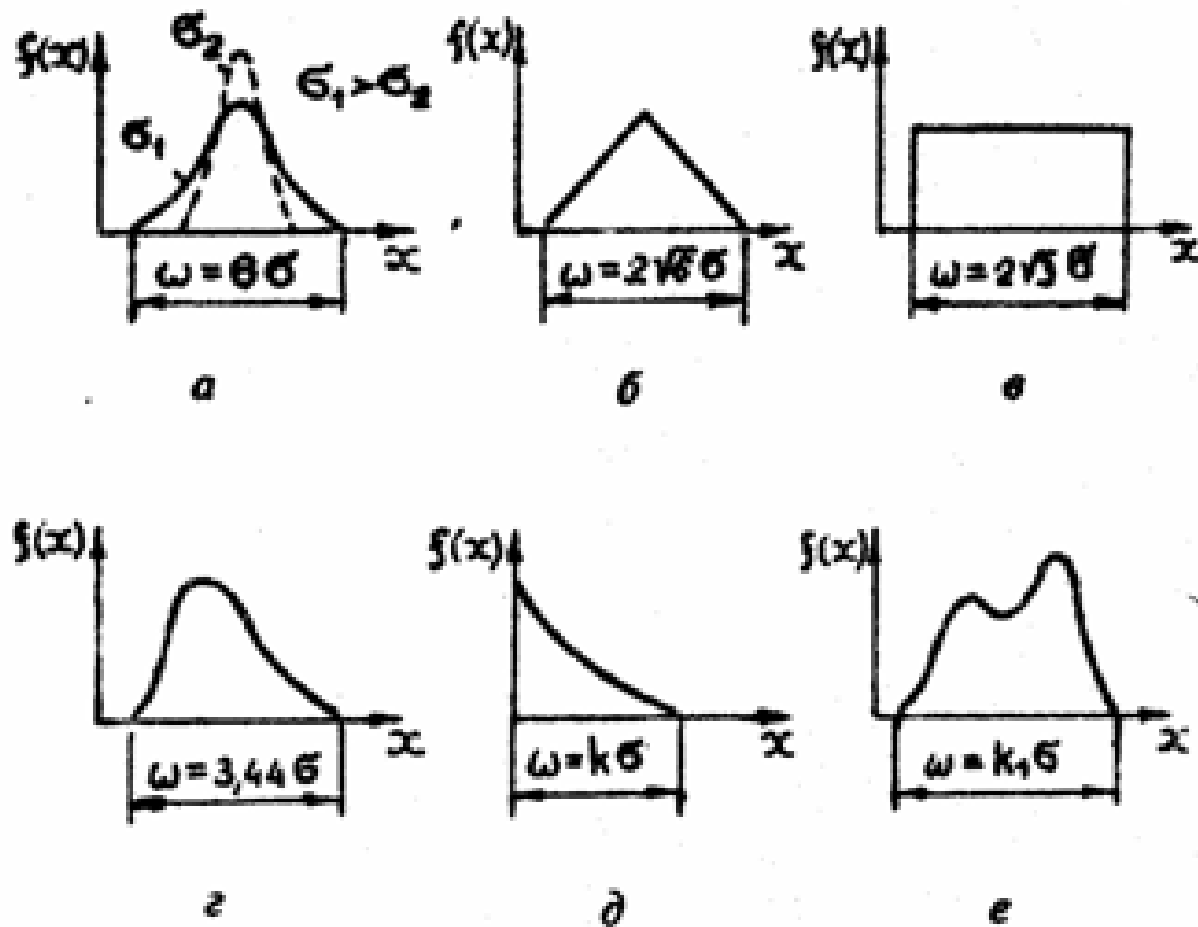 f(x) σ₂ σ₁>σ₂
σ₁
x
ω=6σ
а
f(x)
x
ω=2√6σ
б
f(x)
x
ω=2√3σ
в
f(x)
x
ω=3,44σ
г
f(x)
x
ω=kσ
д
f(x)
x
ω=k₁σ
е